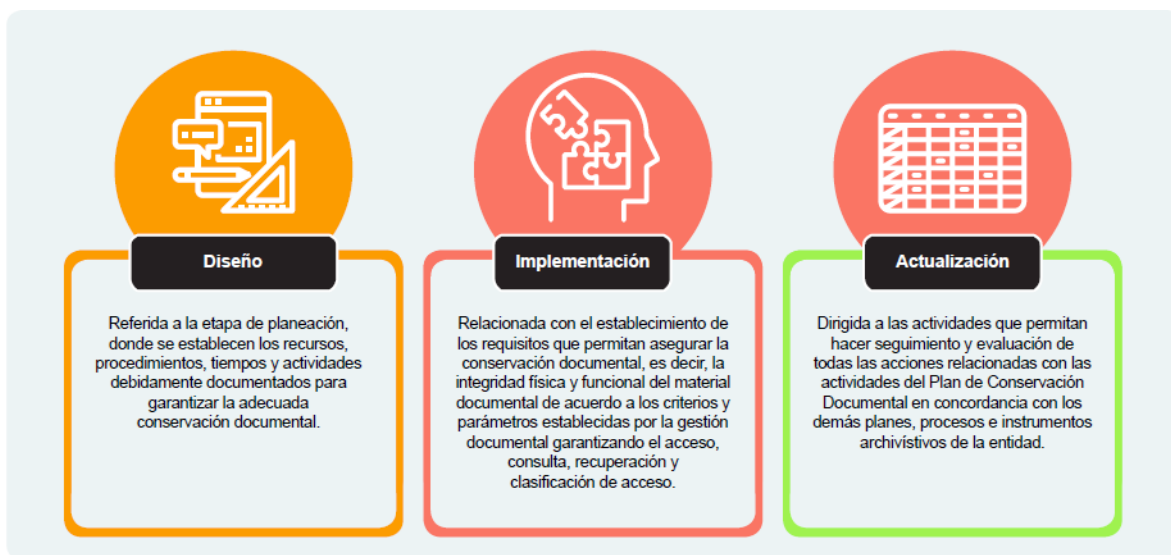 Diseño
Referida a la etapa de planeación,
donde se establecen los recursos,
procedimientos, tiempos y actividades
debidamente documentados para
garantizar la adecuada
conservación documental.
Implementación
Relacionada con el establecimiento de
los requisitos que permitan asegurar la
conservación documental, es decir, la
integridad física y funcional del material
documental de acuerdo a los criterios y
parámetros establecidas por la gestión
documental garantizando el acceso,
consulta, recuperación y
clasificación de acceso.
Actualización
Dirigida a las actividades que permitan
hacer seguimiento y evaluación de
todas las acciones relacionadas con las
actividades del Plan de Conservación
Documental en concordancia con los
demás planes, procesos e instrumentos
archivístivos de la entidad.